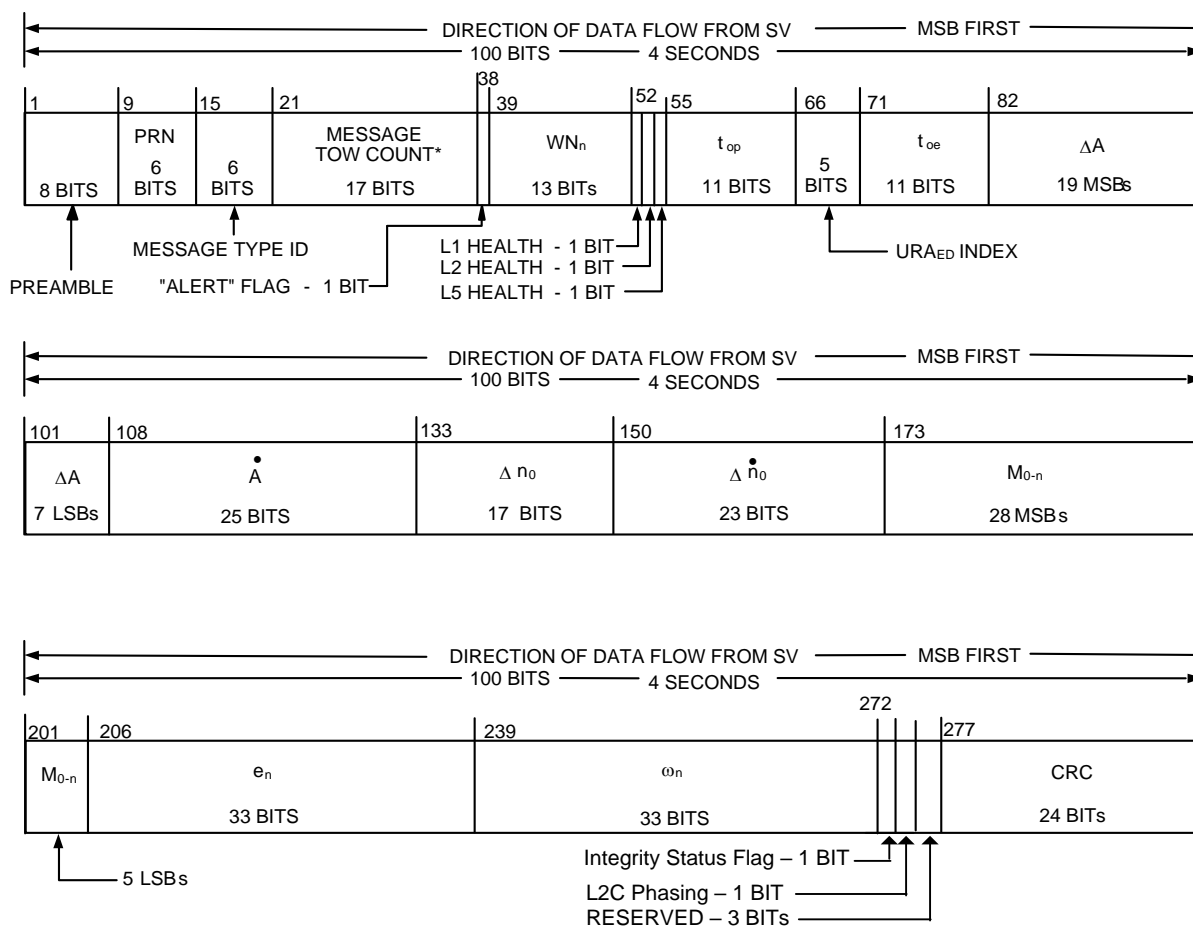 DIRECTION OF DATA FLOW FROM SV MSB FIRST
100 BITS 4 SECONDS
38
1 9 15 21 39 52 55 66 71 82
PRN MESSAGE WNn top toe ΔA
TOW COUNT*
6 6 5
8 BITS BITS BITS 17 BITS 13 BITs 11 BITS BITS 11 BITS 19 MSBs
MESSAGE TYPE ID L1 HEALTH - 1 BIT URAED INDEX
L2 HEALTH - 1 BIT
PREAMBLE "ALERT" FLAG - 1 BIT L5 HEALTH - 1 BIT
DIRECTION OF DATA FLOW FROM SV MSB FIRST
100 BITS 4 SECONDS
101 108 133 150 173
ΔA Ȧ Δ n0 Δ ṅ0 M0-n
7 LSBs 25 BITS 17 BITS 23 BITS 28 MSBs
DIRECTION OF DATA FLOW FROM SV MSB FIRST
100 BITS 4 SECONDS
272
201 206 239 277
M0-n en ωn CRC
33 BITS 33 BITS 24 BITs
Integrity Status Flag – 1 BIT
5 LSBs
L2C Phasing – 1 BIT
RESERVED – 3 BITs